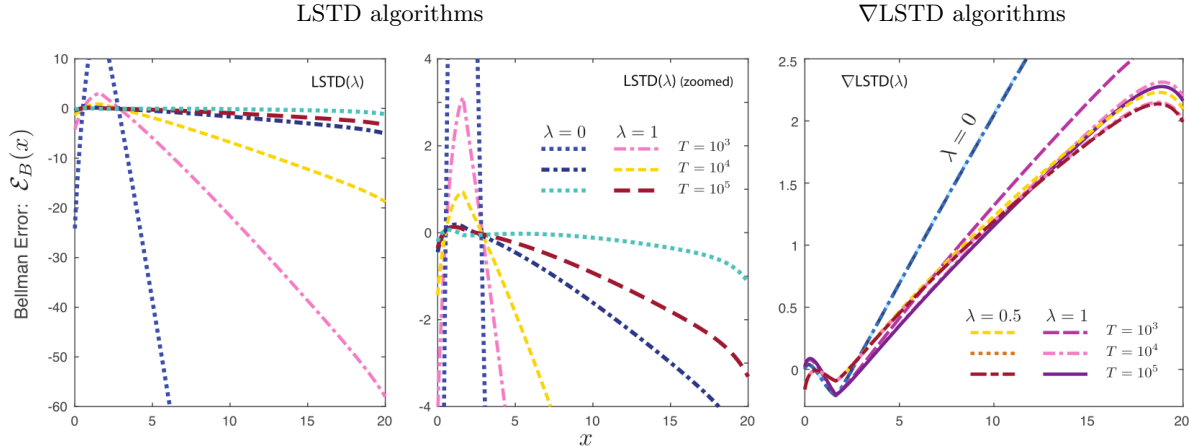 LSTD algorithms
∇LSTD algorithms
Bellman Error: ℰ_B(x)
10
0
-10
-20
-30
-40
-50
-60
0
5
10
15
20
LSTD(λ)
4
2
0
-2
-4
0
5
10
15
20
x
LSTD(λ) (zoomed)
λ = 0
λ = 1
T = 10³
T = 10⁴
T = 10⁵
2.5
2
1.5
1
0.5
0
0
5
10
15
20
∇LSTD(λ)
λ = 0
λ = 0.5
λ = 1
T = 10³
T = 10⁴
T = 10⁵